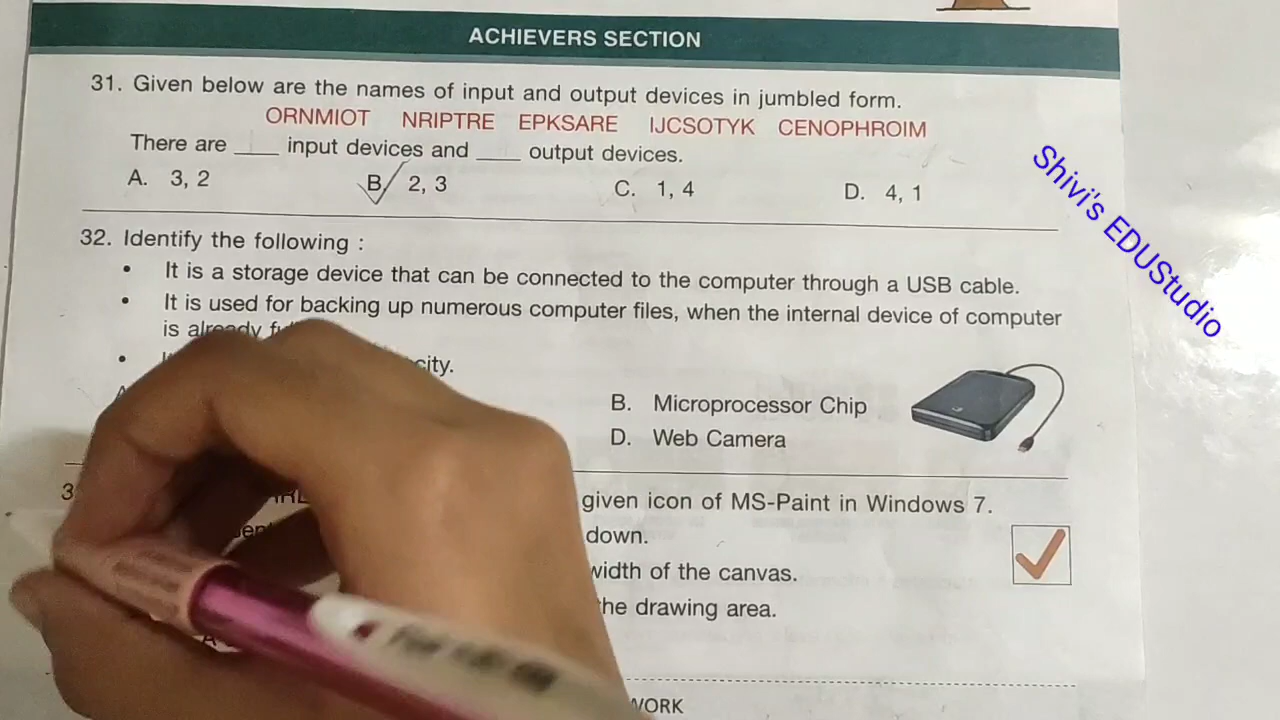 ACHIEVERS SECTION
31. Given below are the names of input and output devices in jumbled form.
ORNMIOT NRIPTRE EPKSARE IJCSOTYK CENOPHROIM
There are ____ input devices and ____ output devices.
A. 3, 2 B. 2, 3 C. 1, 4 D. 4, 1
32. Identify the following :
• It is a storage device that can be connected to the computer through a USB cable.
• It is used for backing up numerous computer files, when the internal device of computer
is already
•
B. Microprocessor Chip
D. Web Camera
given icon of MS-Paint in Windows 7.
down.
width of the canvas.
the drawing area.
Shivi's EDUStudio